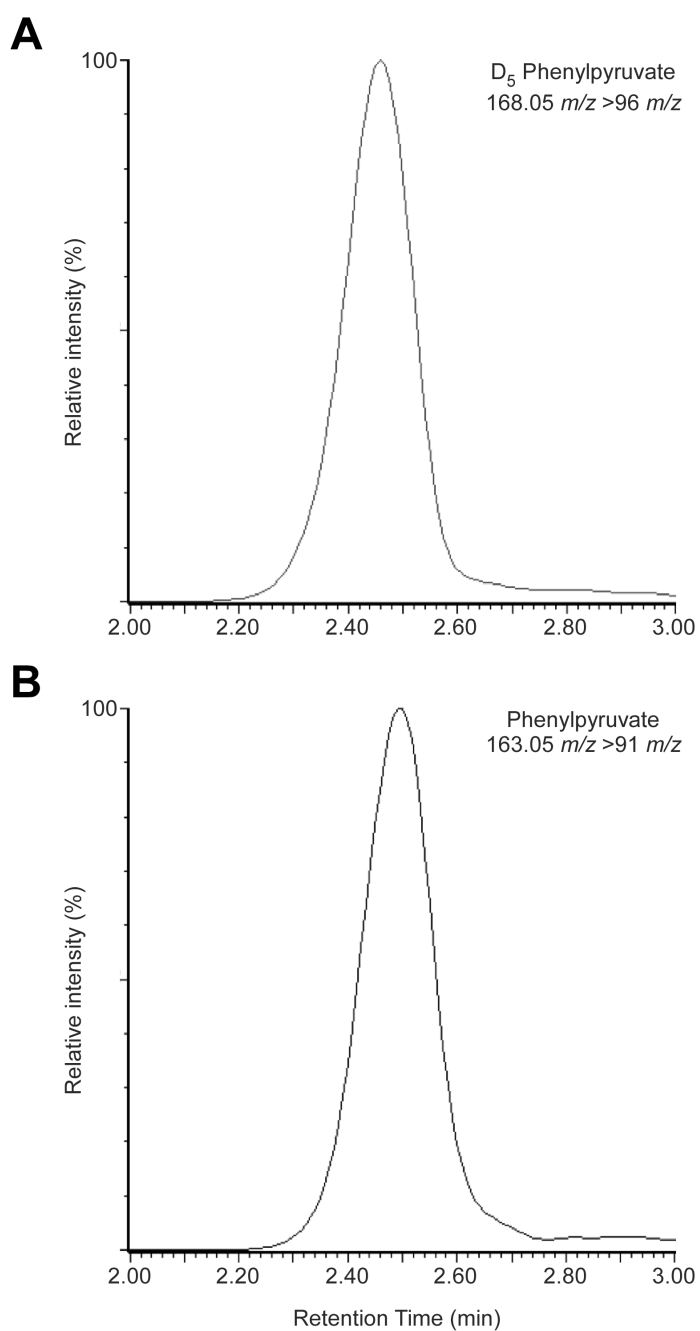 A
100
D5 Phenylpyruvate
168.05 m/z >96 m/z
Relative intensity (%)
2.00 2.20 2.40 2.60 2.80 3.00
B
100
Phenylpyruvate
163.05 m/z >91 m/z
Relative intensity (%)
2.00 2.20 2.40 2.60 2.80 3.00
Retention Time (min)